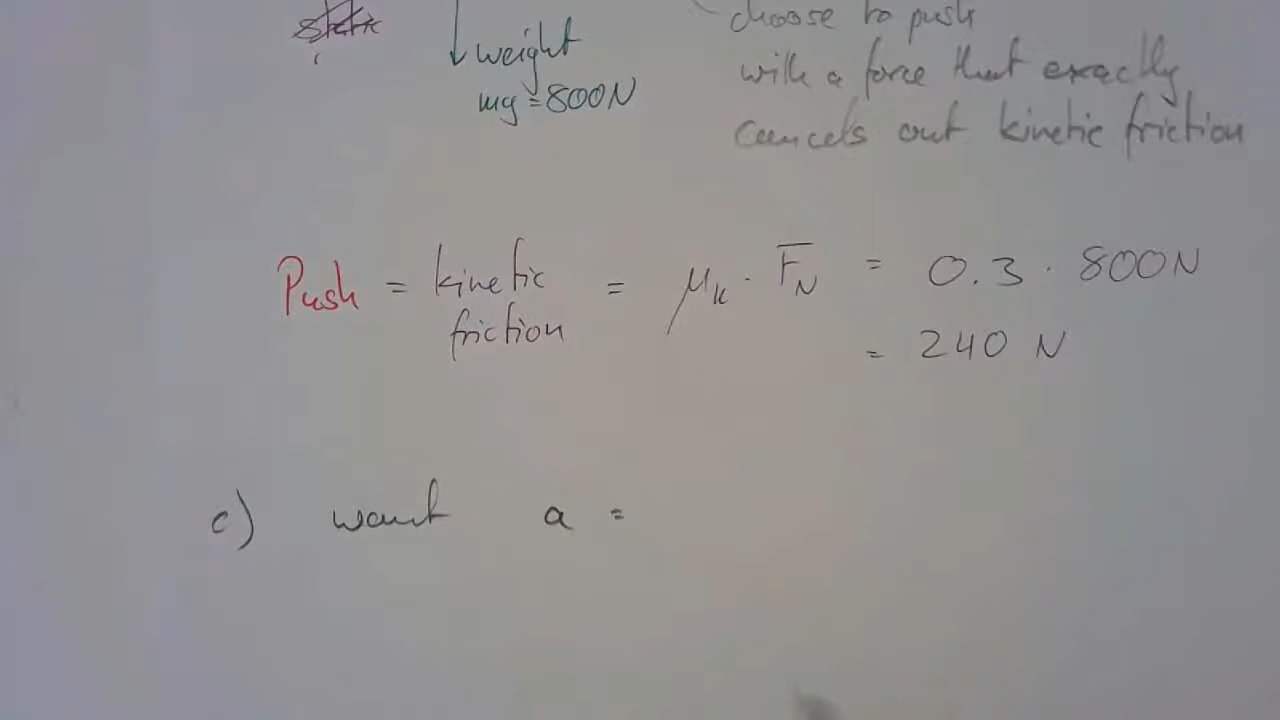 static
weight
mg = 800N
choose to push
with a force that exactly
cancels out kinetic friction
Push = kinetic friction = μk · FN = 0.3 · 800N
= 240 N
c) want a =